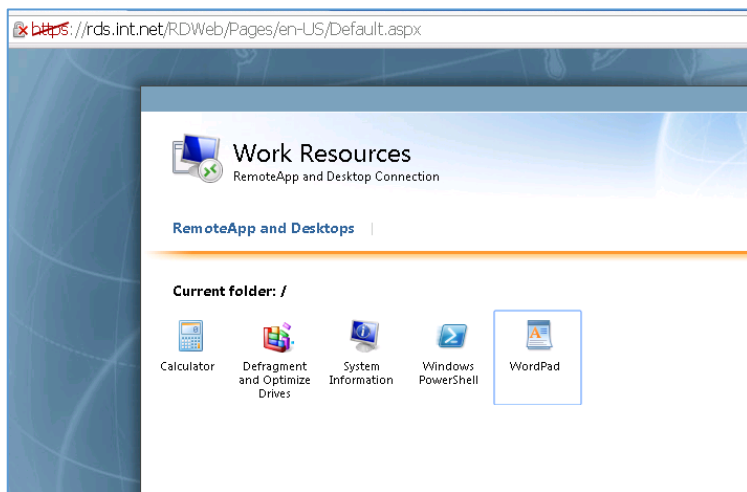 https://rds.int.net/RDWeb/Pages/en-US/Default.aspx
Work Resources
RemoteApp and Desktop Connection
RemoteApp and Desktops
Current folder: /
Calculator
Defragment
and Optimize
Drives
System
Information
Windows
PowerShell
WordPad